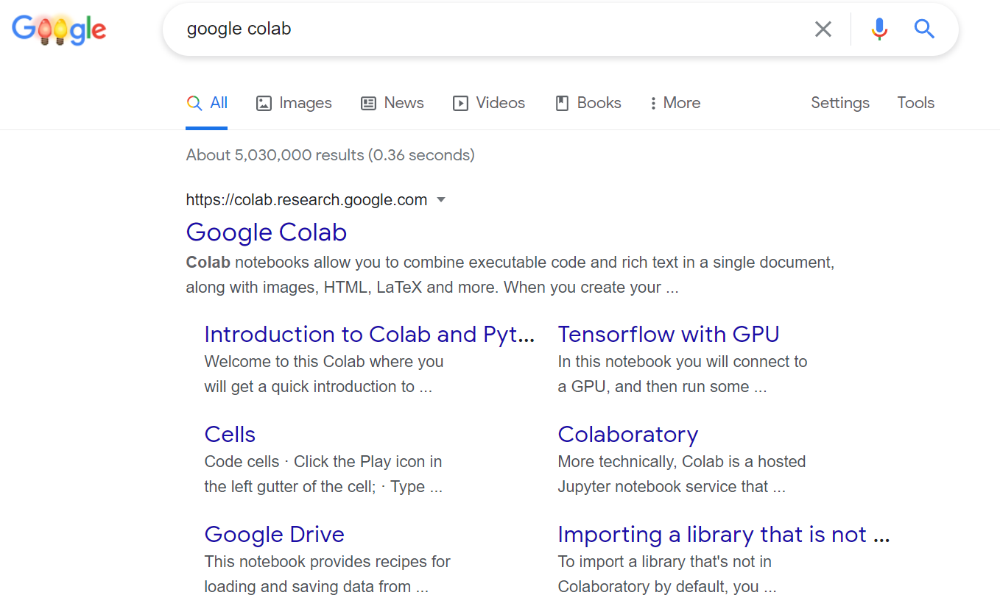 Google
google colab
All Images News Videos Books More Settings Tools
About 5,030,000 results (0.36 seconds)
https://colab.research.google.com
Google Colab
Colab notebooks allow you to combine executable code and rich text in a single document,
along with images, HTML, LaTeX and more. When you create your ...
Introduction to Colab and Pyt...
Welcome to this Colab where you
will get a quick introduction to ...
Tensorflow with GPU
In this notebook you will connect to
a GPU, and then run some ...
Cells
Code cells · Click the Play icon in
the left gutter of the cell; · Type ...
Colaboratory
More technically, Colab is a hosted
Jupyter notebook service that ...
Google Drive
This notebook provides recipes for
loading and saving data from ...
Importing a library that is not ...
To import a library that's not in
Colaboratory by default, you ...